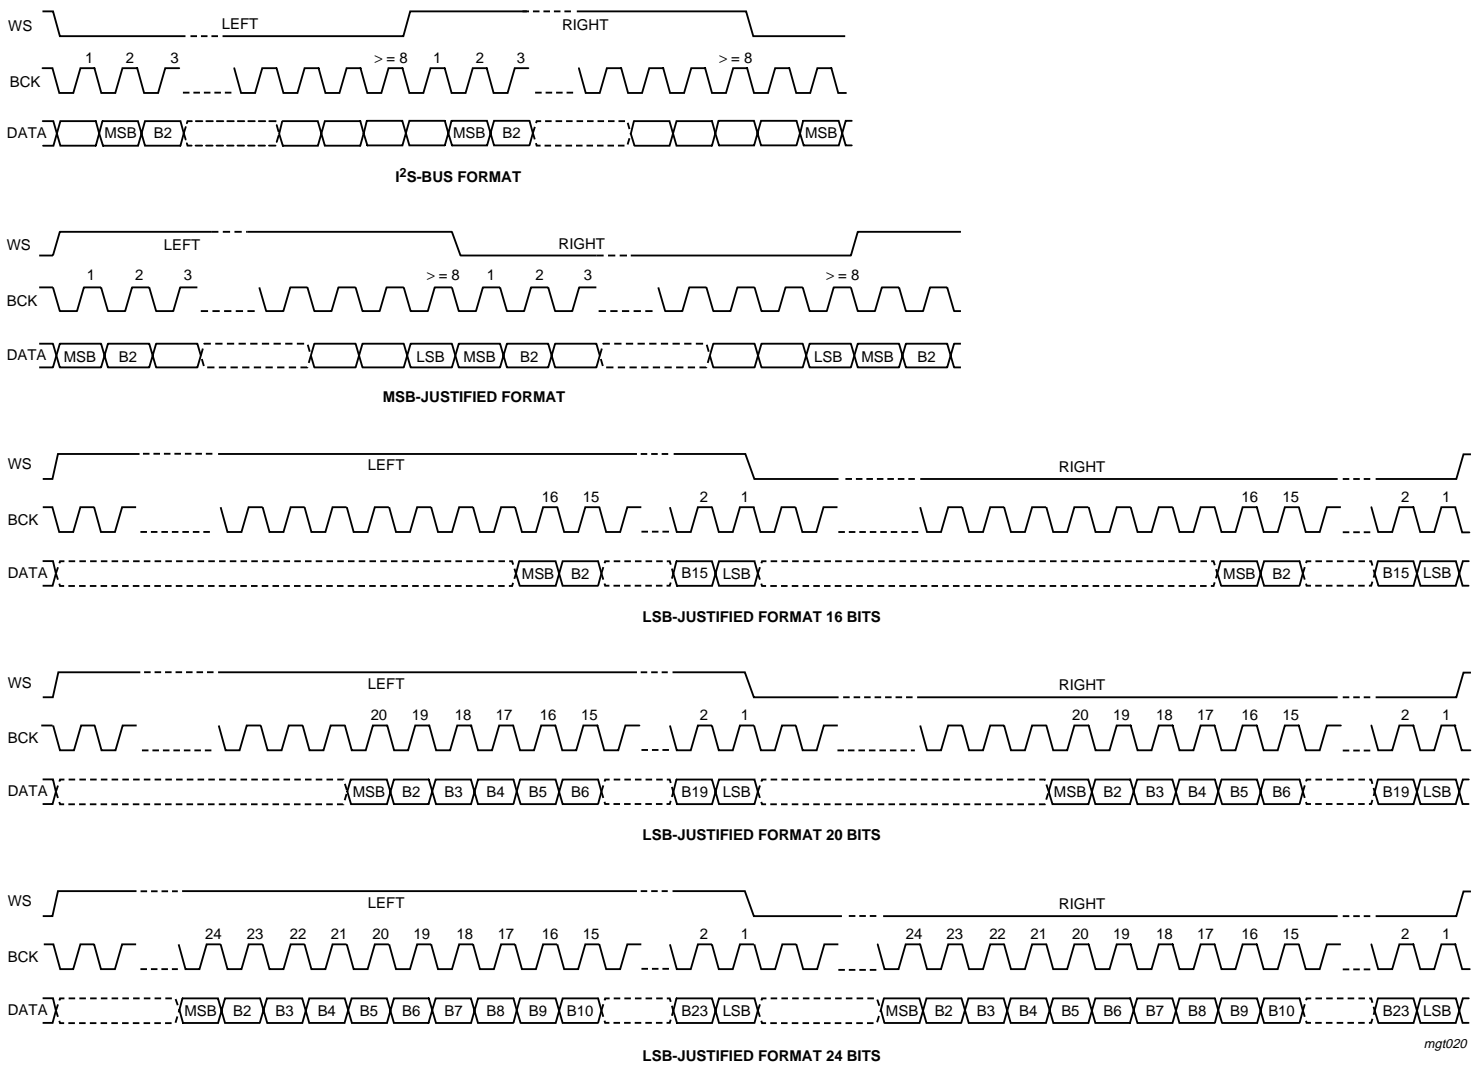 WS LEFT RIGHT
1 2 3 > = 8 1 2 3 > = 8
BCK
DATA MSB B2 MSB B2 MSB
I²S-BUS FORMAT
WS LEFT RIGHT
1 2 3 > = 8 1 2 3 > = 8
BCK
DATA MSB B2 LSB MSB B2 LSB MSB B2
MSB-JUSTIFIED FORMAT
WS LEFT RIGHT
16 15 2 1 16 15 2 1
BCK
DATA MSB B2 B15 LSB MSB B2 B15 LSB
LSB-JUSTIFIED FORMAT 16 BITS
WS LEFT RIGHT
20 19 18 17 16 15 2 1 20 19 18 17 16 15 2 1
BCK
DATA MSB B2 B3 B4 B5 B6 B19 LSB MSB B2 B3 B4 B5 B6 B19 LSB
LSB-JUSTIFIED FORMAT 20 BITS
WS LEFT RIGHT
24 23 22 21 20 19 18 17 16 15 2 1 24 23 22 21 20 19 18 17 16 15 2 1
BCK
DATA MSB B2 B3 B4 B5 B6 B7 B8 B9 B10 B23 LSB MSB B2 B3 B4 B5 B6 B7 B8 B9 B10 B23 LSB
LSB-JUSTIFIED FORMAT 24 BITS
mgt020